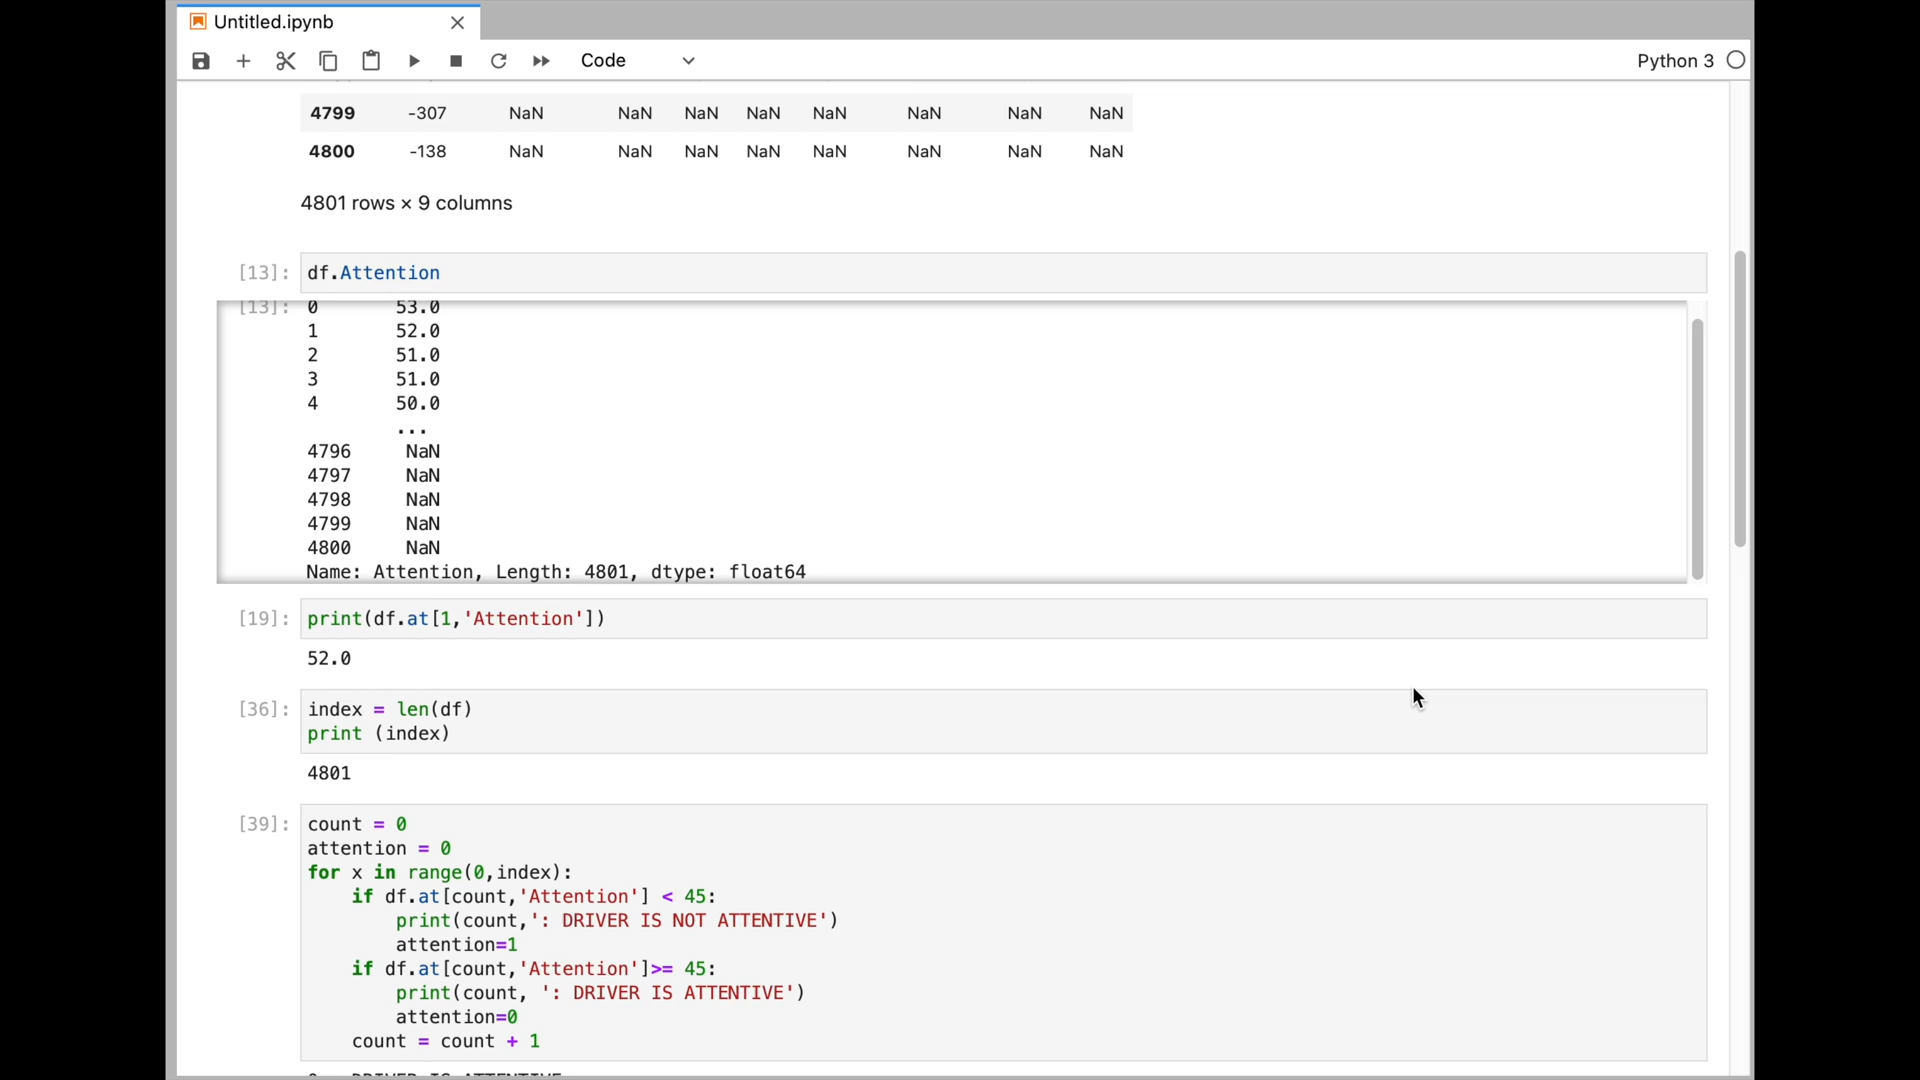 Untitled.ipynb
Code
Python 3
4799 -307 NaN NaN NaN NaN NaN NaN NaN NaN
4800 -138 NaN NaN NaN NaN NaN NaN NaN NaN
4801 rows × 9 columns
[13]: df.Attention
[13]: 0 53.0
1 52.0
2 51.0
3 51.0
4 50.0
...
4796 NaN
4797 NaN
4798 NaN
4799 NaN
4800 NaN
Name: Attention, Length: 4801, dtype: float64
[19]: print(df.at[1,'Attention'])
52.0
[36]: index = len(df)
print (index)
4801
[39]: count = 0
attention = 0
for x in range(0,index):
    if df.at[count,'Attention'] < 45:
        print(count,': DRIVER IS NOT ATTENTIVE')
        attention=1
    if df.at[count,'Attention']>= 45:
        print(count, ': DRIVER IS ATTENTIVE')
        attention=0
    count = count + 1